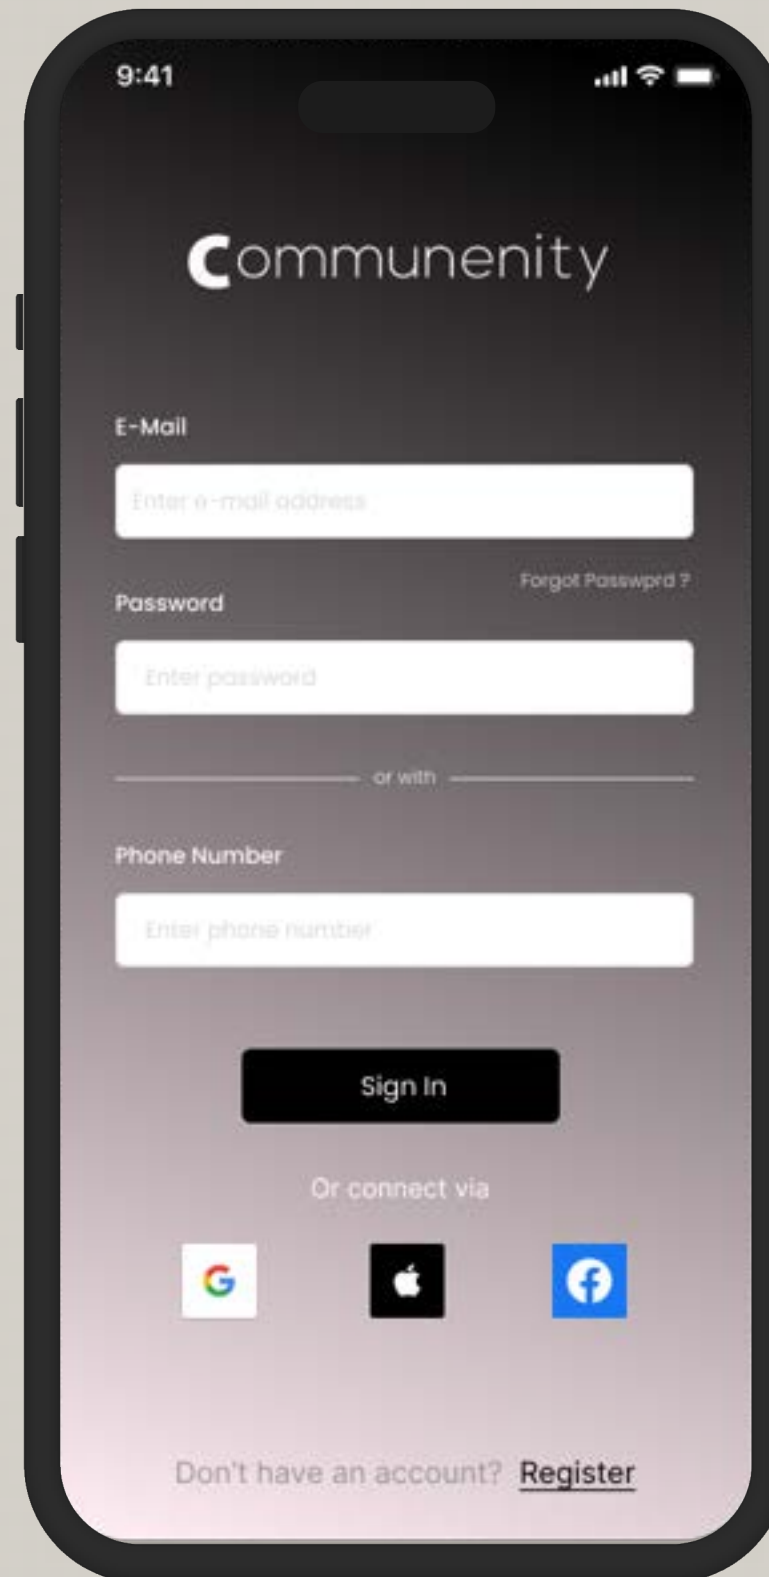 9:41
Communenity
E-Mail
Enter e-mail address
Forgot Passwprd ?
Password
Enter password
or with
Phone Number
Enter phone number
Sign In
Or connect via
Don't have an account? Register